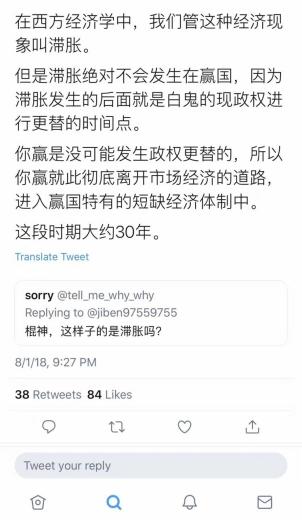 在西方经济学中，我们管这种经济现
象叫滞胀。
但是滞胀绝对不会发生在赢国，因为
滞胀发生的后面就是白鬼的现政权进
行更替的时间点。
你赢是没可能发生政权更替的，所以
你赢就此彻底离开市场经济的道路，
进入赢国特有的短缺经济体制中。
这段时期大约30年。
Translate Tweet
sorry @tell_me_why_why
Replying to @jiben97559755
棍神，这样子的是滞胀吗?
8/1/18, 9:27 PM
38 Retweets 84 Likes
Tweet your reply